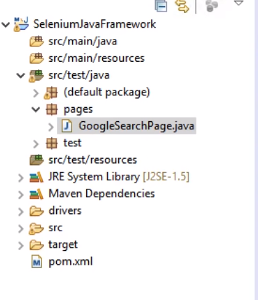 SeleniumJavaFramework
src/main/java
src/main/resources
src/test/java
(default package)
pages
GoogleSearchPage.java
test
src/test/resources
JRE System Library [J2SE-1.5]
Maven Dependencies
drivers
src
target
pom.xml